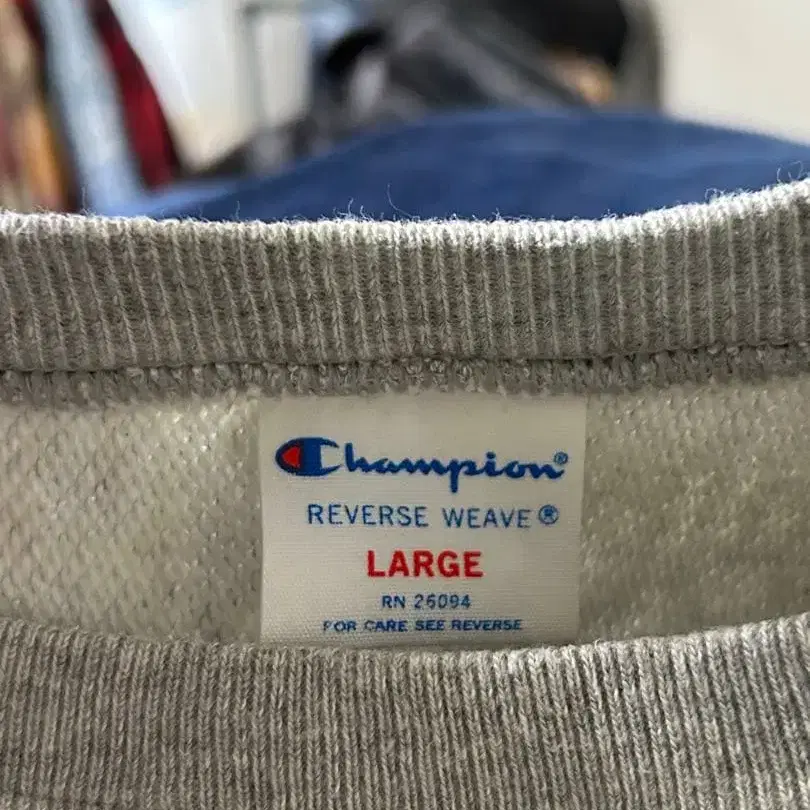 Champion®
REVERSE WEAVE®
LARGE
RN 26094
FOR CARE SEE REVERSE